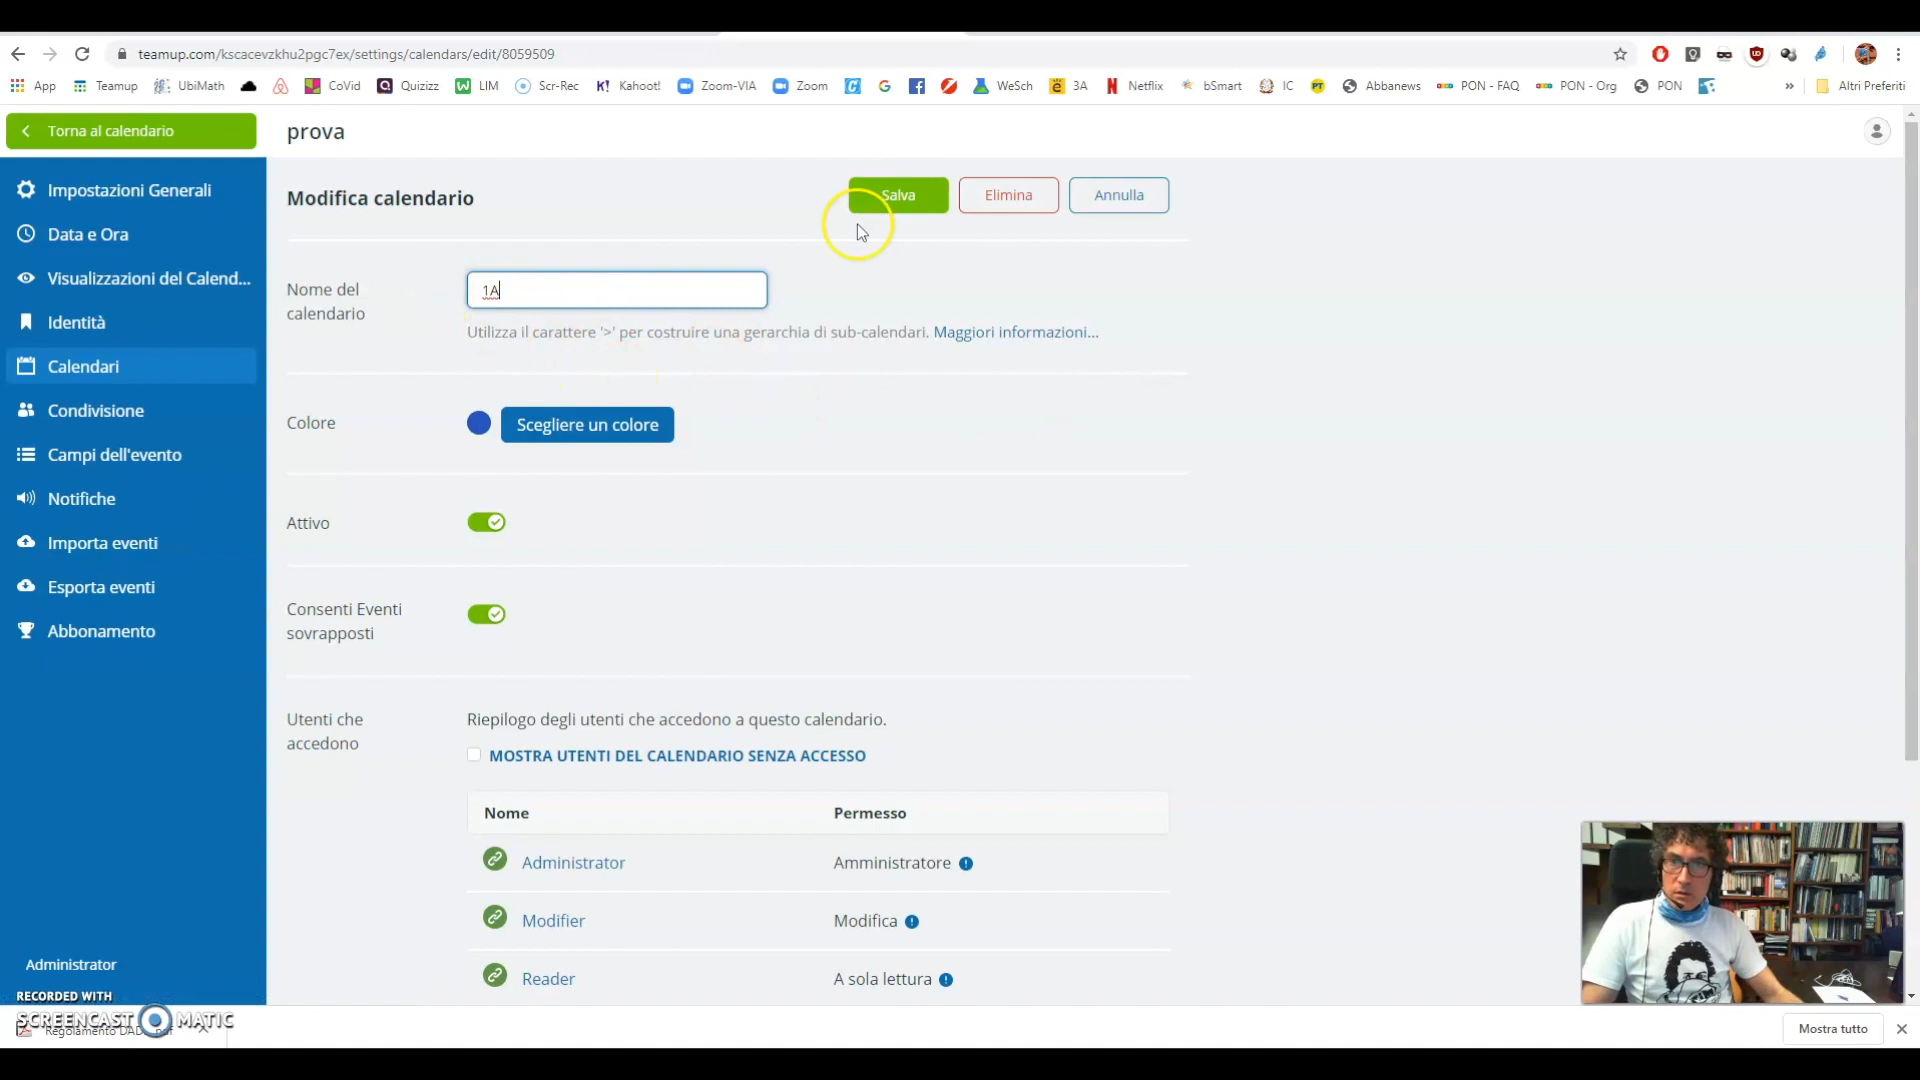 teamup.com/kscacevzkhu2pgc7ex/settings/calendars/edit/8059509
App Teamup UbiMath CoVid Quizizz LIM Scr-Rec Kahoot! Zoom-VIA Zoom WeSch 3A Netflix bSmart IC Abbanews PON - FAQ PON - Org PON » Altri Preferiti
Torna al calendario
prova
Impostazioni Generali
Data e Ora
Visualizzazioni del Calend...
Identità
Calendari
Condivisione
Campi dell'evento
Notifiche
Importa eventi
Esporta eventi
Abbonamento
Administrator
Modifica calendario
Salva Elimina Annulla
Nome del calendario
1A
Utilizza il carattere '>' per costruire una gerarchia di sub-calendari. Maggiori informazioni...
Colore
Scegliere un colore
Attivo
Consenti Eventi sovrapposti
Utenti che accedono
Riepilogo degli utenti che accedono a questo calendario.
MOSTRA UTENTI DEL CALENDARIO SENZA ACCESSO
Nome Permesso
Administrator Amministratore
Modifier Modifica
Reader A sola lettura
RECORDED WITH
SCREENCAST MATIC
Regolamento
Mostra tutto